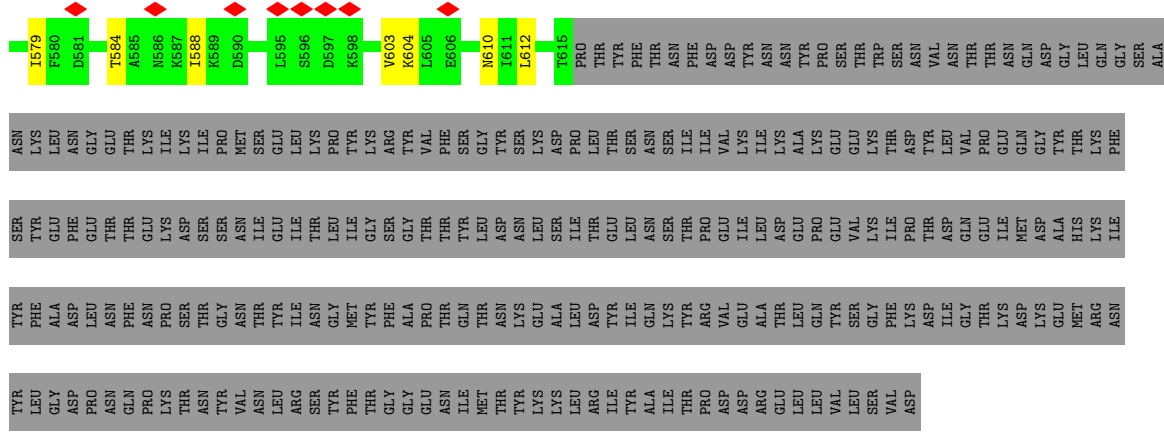 I579 F580 D581 T584 A585 N586 K587 I588 K589 D590 L595 S596 D597 K598 V603 K604 L605 E606 N610 I611 L612 T615 PRO THR TYR PHE THR ASN PHE ASP ASP TYR ASN ASN TYR PRO SER THR TRP SER ASN VAL ASN THR ASN GLN ASP GLY LEU GLN GLY SER ALA
ASN LYS LEU ASN GLY GLU THR LYS ILE LYS ILE PRO MET SER GLU LEU LYS PRO TYR LYS ARG TYR VAL PHE SER GLY TYR SER LYS ASP PRO LEU THR SER ASN SER ILE ILE VAL LYS ILE LYS ALA LYS GLU GLU LYS THR ASP TYR LEU VAL PRO GLU GLN GLY TYR THR LYS PHE
SER TYR GLU PHE GLU THR THR GLU LYS ASP SER SER ASN ILE GLU ILE THR LEU ILE GLY SER GLY THR THR TYR LEU ASP ASN LEU SER ILE THR GLU LEU ASN SER THR PRO GLU ILE LEU ASP GLU PRO GLU VAL LYS ILE PRO THR ASP GLN GLU ILE MET ASP ALA HIS LYS ILE
TYR PHE ALA ASP LEU ASN PHE ASN PRO SER THR GLY ASN THR TYR ILE ASN GLY MET TYR PHE ALA PRO THR GLN THR ASN LYS GLU ALA LEU ASP TYR ILE GLN LYS TYR ARG VAL GLU ALA THR LEU GLN TYR SER GLY PHE LYS ASP ILE GLY THR LYS ASP LYS GLU MET ARG ASN
TYR LEU GLY ASP PRO ASN GLN PRO LYS THR ASN TYR VAL ASN LEU ARG SER TYR PHE THR GLY GLY GLU ASN ILE MET THR TYR LYS LYS LEU ARG ILE TYR ALA ILE THR PRO ASP ASP ARG GLU LEU LEU VAL LEU SER VAL ASP